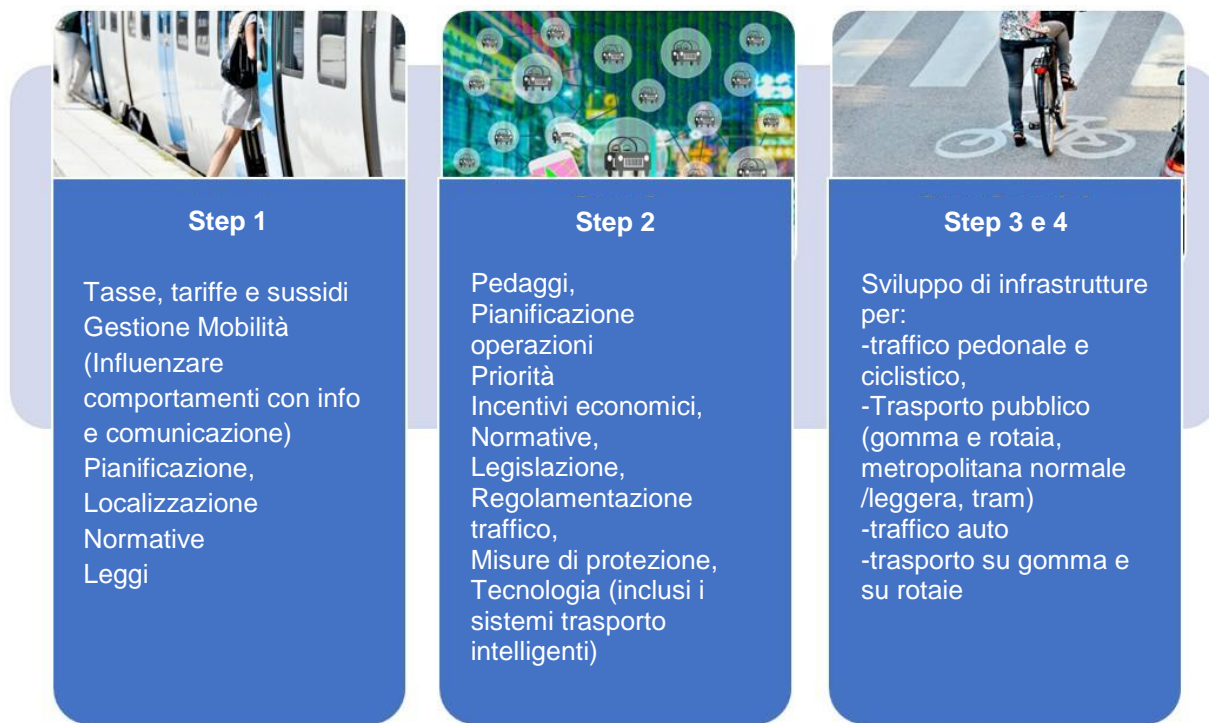 Step 1
Tasse, tariffe e sussidi
Gestione Mobilità
(Influenzare
comportamenti con info
e comunicazione)
Pianificazione,
Localizzazione
Normative
Leggi
Step 2
Pedaggi,
Pianificazione
operazioni
Priorità
Incentivi economici,
Normative,
Legislazione,
Regolamentazione
traffico,
Misure di protezione,
Tecnologia (inclusi i
sistemi trasporto
intelligenti)
Step 3 e 4
Sviluppo di infrastrutture
per:
-traffico pedonale e
ciclistico,
-Trasporto pubblico
(gomma e rotaia,
metropolitana normale
/leggera, tram)
-traffico auto
-trasporto su gomma e
su rotaie